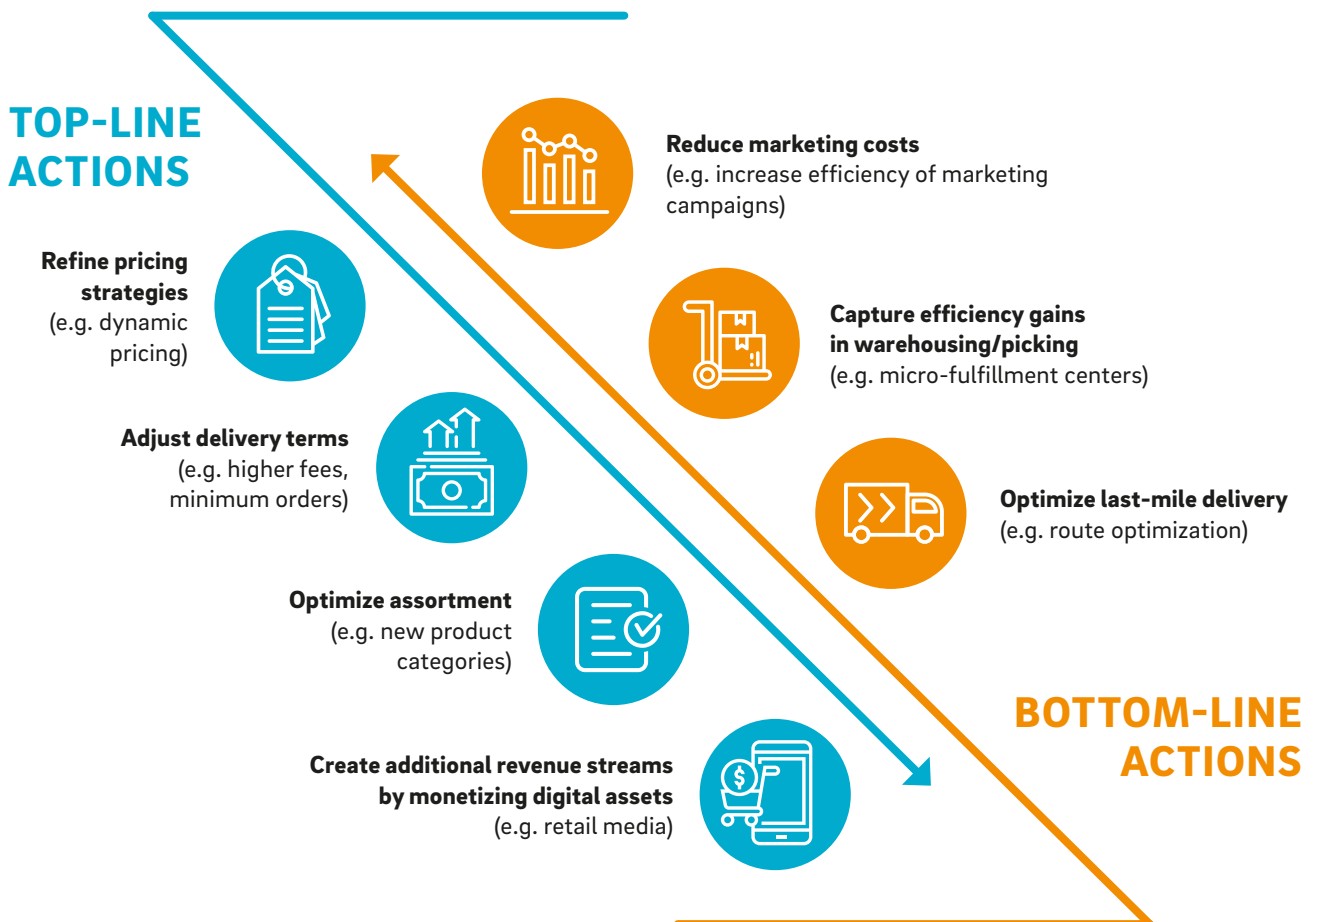 TOP-LINE
ACTIONS
Refine pricing
strategies
(e.g. dynamic
pricing)
Adjust delivery terms
(e.g. higher fees,
minimum orders)
Optimize assortment
(e.g. new product
categories)
Create additional revenue streams
by monetizing digital assets
(e.g. retail media)
$
Reduce marketing costs
(e.g. increase efficiency of marketing
campaigns)
Capture efficiency gains
in warehousing/picking
(e.g. micro-fulfillment centers)
Optimize last-mile delivery
(e.g. route optimization)
BOTTOM-LINE
ACTIONS